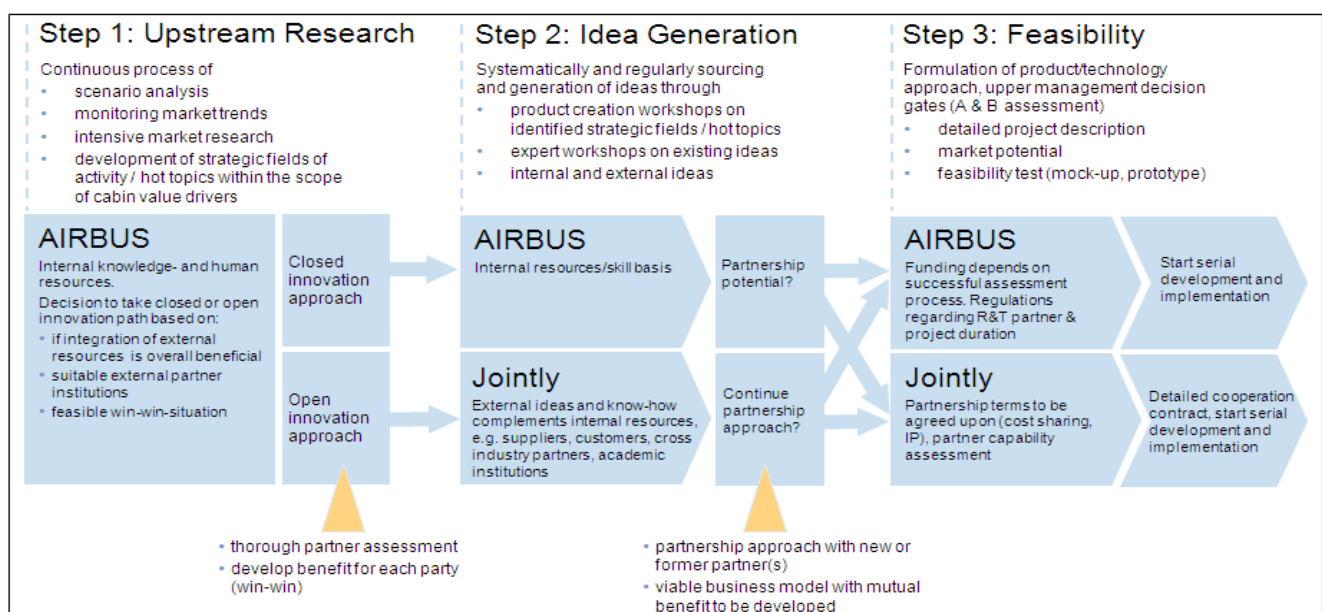 Step 1: Upstream Research
Continuous process of
• scenario analysis
• monitoring market trends
• intensive market research
• development of strategic fields of
activity / hot topics within the scope
of cabin value drivers
Step 2: Idea Generation
Systematically and regularly sourcing
and generation of ideas through
• product creation workshops on
identified strategic fields / hot topics
• expert workshops on existing ideas
• internal and external ideas
Step 3: Feasibility
Formulation of product/technology
approach, upper management decision
gates (A & B assessment)
• detailed project description
• market potential
• feasibility test (mock-up, prototype)
AIRBUS
Internal knowledge- and human
resources.
Decision to take closed or open
innovation path based on:
• if integration of external
resources is overall beneficial
• suitable external partner
institutions
• feasible win-win-situation
Closed
innovation
approach
Open
innovation
approach
AIRBUS
Internal resources/skill basis
Jointly
External ideas and know-how
complements internal resources,
e.g. suppliers, customers, cross
industry partners, academic
institutions
Partnership
potential?
Continue
partnership
approach?
AIRBUS
Funding depends on
successful assessment
process. Regulations
regarding R&T partner &
project duration
Start serial
development and
implementation
Jointly
Partnership terms to be
agreed upon (cost sharing,
IP), partner capability
assessment
Detailed cooperation
contract, start serial
development and
implementation
• thorough partner assessment
• develop benefit for each party
(win-win)
• partnership approach with new or
former partner(s)
• viable business model with mutual
benefit to be developed